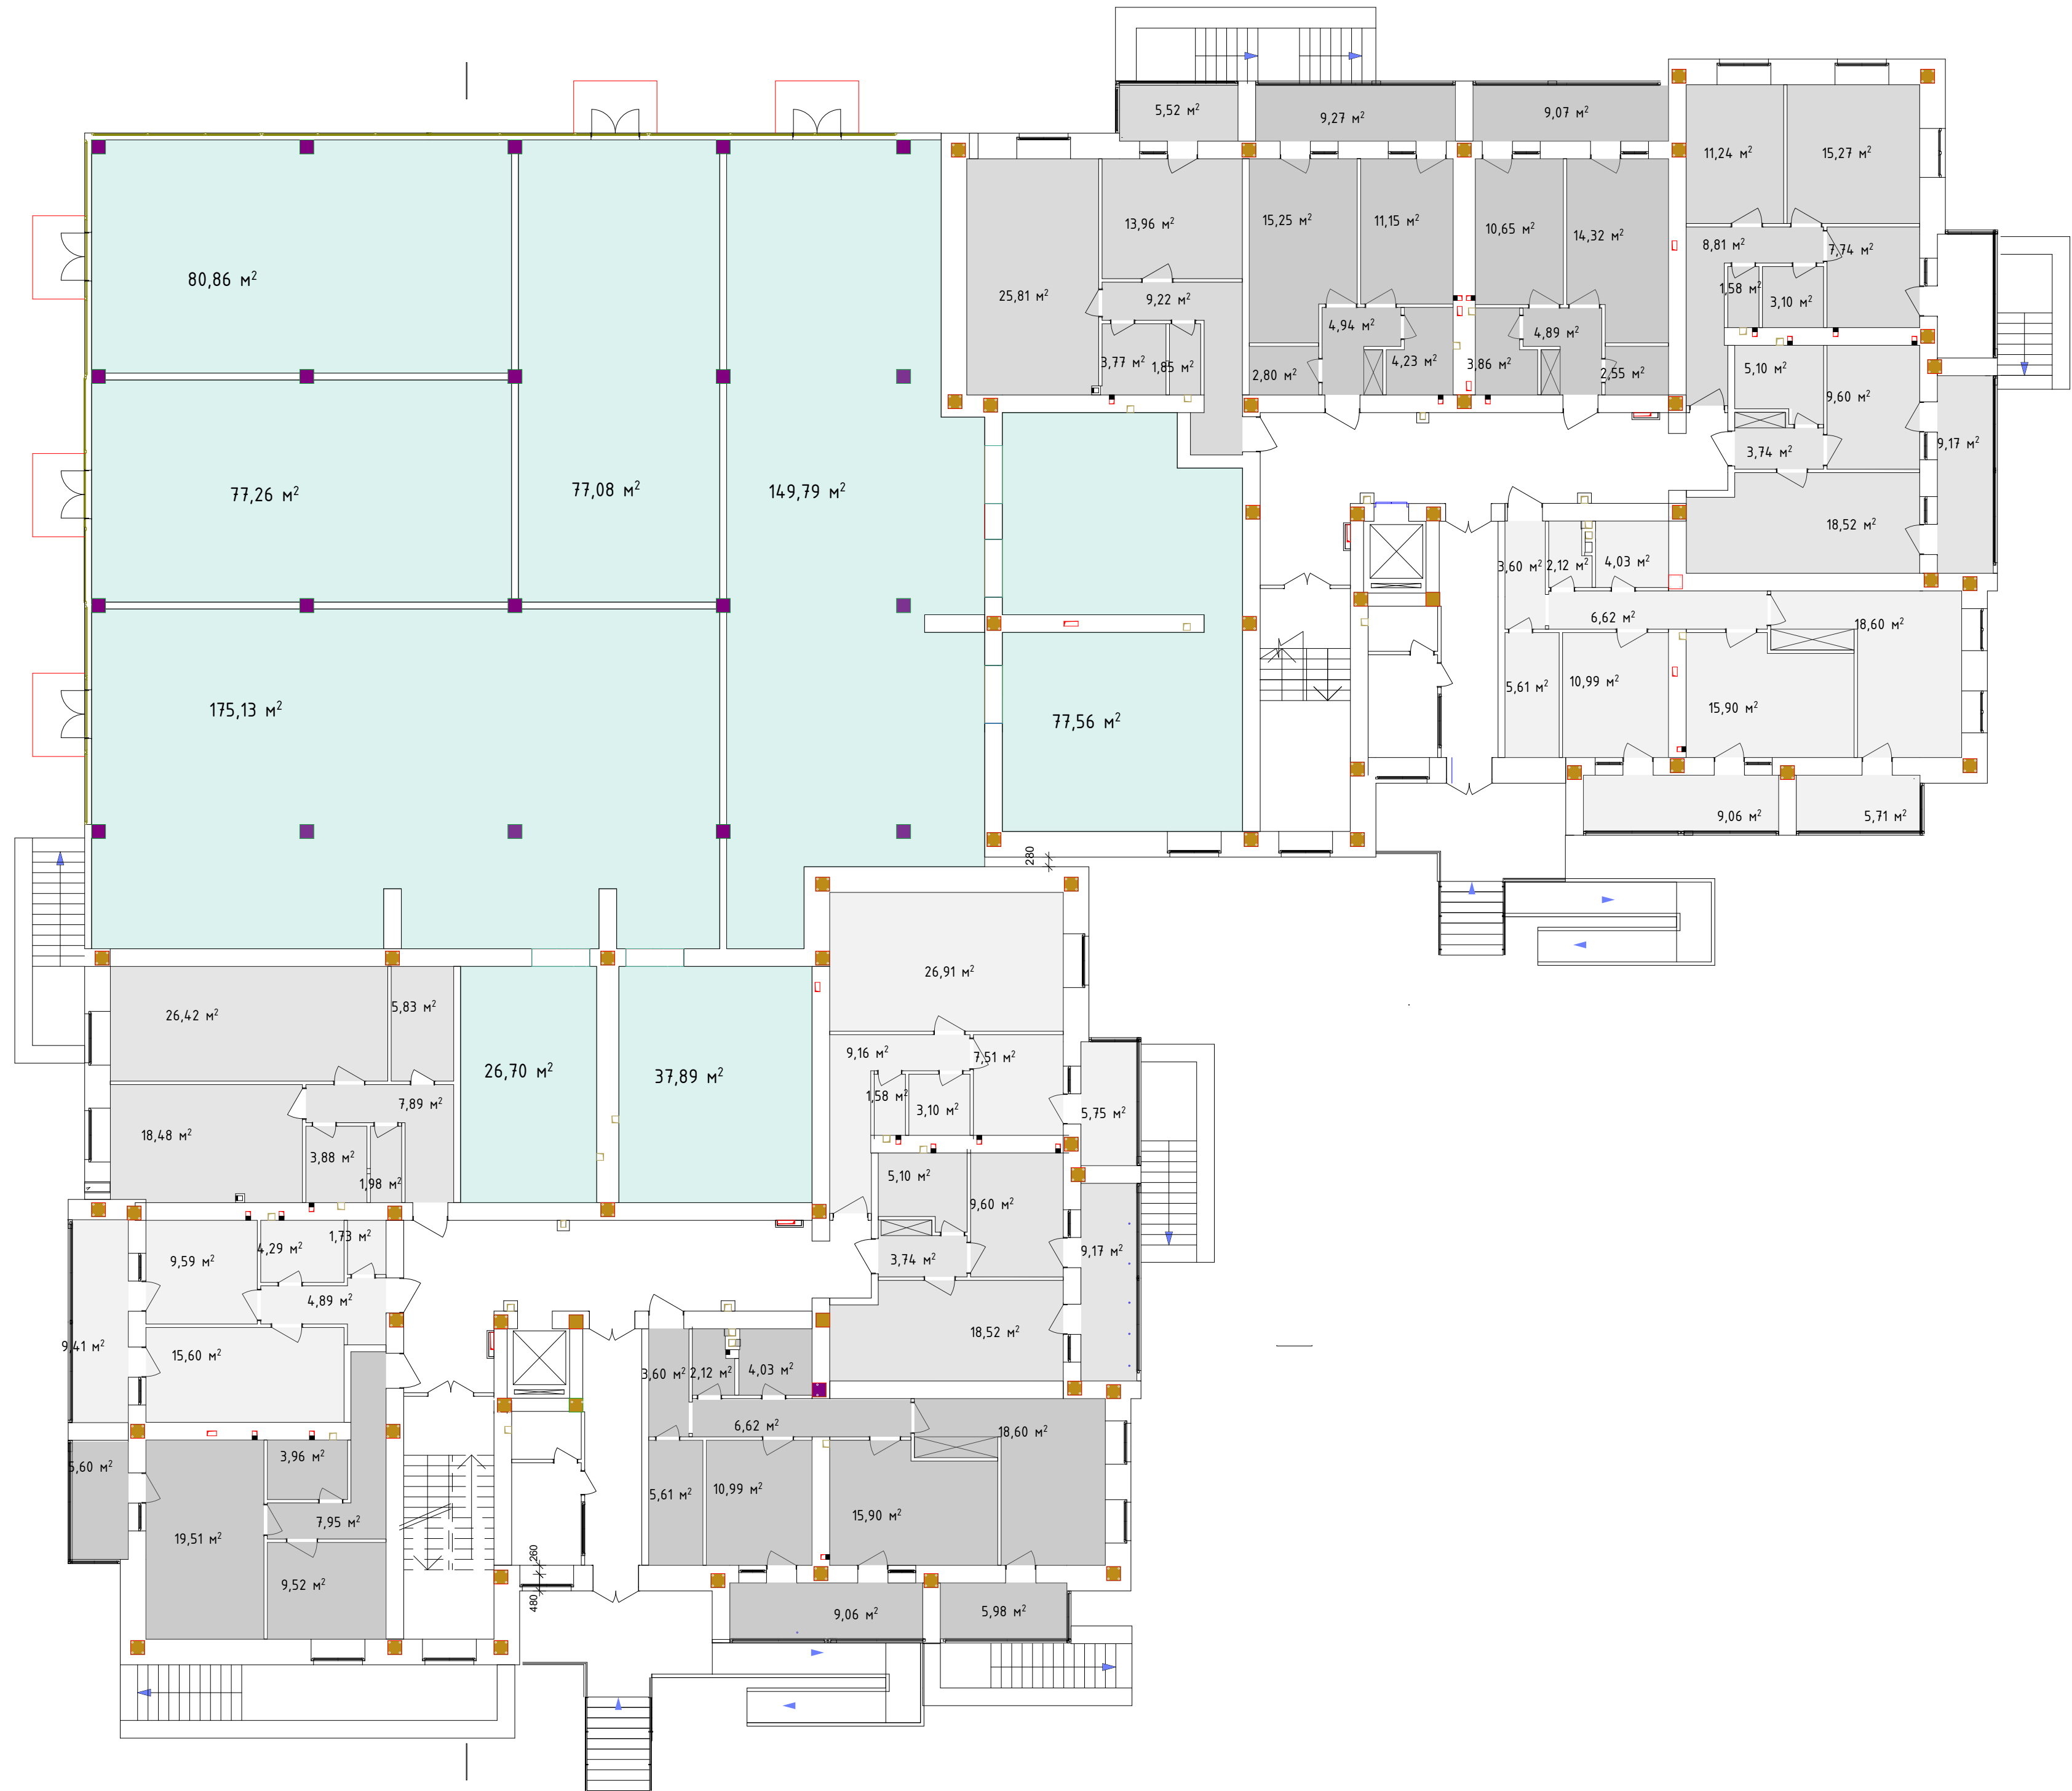 5,52 м²
9,27 м²
9,07 м²
11,24 м²
15,27 м²
13,96 м²
15,25 м²
11,15 м²
10,65 м²
14,32 м²
8,81 м²
7,74 м²
80,86 м²
25,81 м²
9,22 м²
1,58 м²
3,10 м²
4,94 м²
4,89 м²
3,77 м²
1,85 м²
2,80 м²
4,23 м²
3,86 м²
2,55 м²
5,10 м²
9,60 м²
9,17 м²
3,74 м²
77,26 м²
77,08 м²
149,79 м²
18,52 м²
3,60 м²
2,12 м²
4,03 м²
6,62 м²
18,60 м²
175,13 м²
77,56 м²
5,61 м²
10,99 м²
15,90 м²
9,06 м²
5,71 м²
280
26,91 м²
26,42 м²
5,83 м²
26,70 м²
37,89 м²
9,16 м²
7,51 м²
1,58 м²
3,10 м²
5,75 м²
7,89 м²
18,48 м²
3,88 м²
1,98 м²
5,10 м²
9,60 м²
9,17 м²
3,74 м²
9,59 м²
4,29 м²
1,73 м²
4,89 м²
9,41 м²
15,60 м²
18,52 м²
3,60 м²
2,12 м²
4,03 м²
6,62 м²
18,60 м²
5,60 м²
3,96 м²
19,51 м²
7,95 м²
9,52 м²
5,61 м²
10,99 м²
15,90 м²
260
480
9,06 м²
5,98 м²